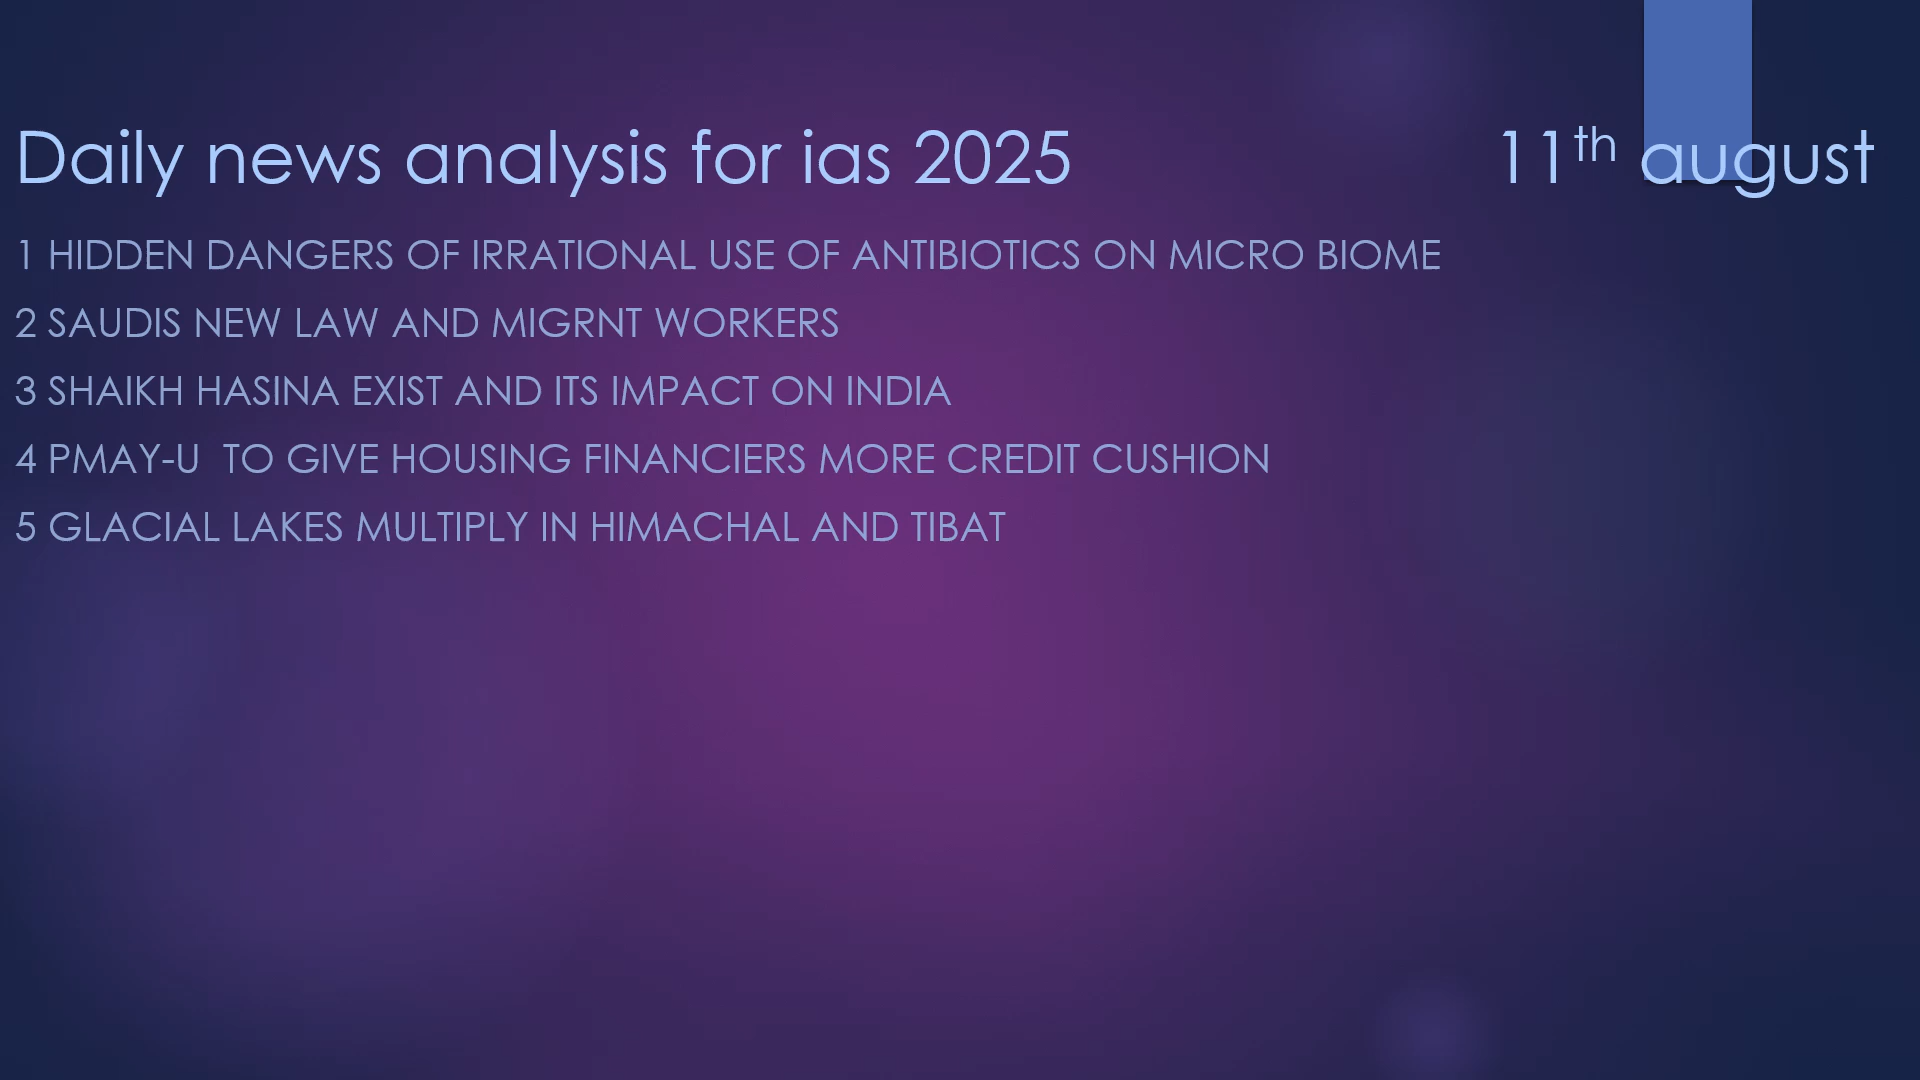 Daily news analysis for ias 2025 11th august
1 HIDDEN DANGERS OF IRRATIONAL USE OF ANTIBIOTICS ON MICRO BIOME
2 SAUDIS NEW LAW AND MIGRNT WORKERS
3 SHAIKH HASINA EXIST AND ITS IMPACT ON INDIA
4 PMAY-U TO GIVE HOUSING FINANCIERS MORE CREDIT CUSHION
5 GLACIAL LAKES MULTIPLY IN HIMACHAL AND TIBAT